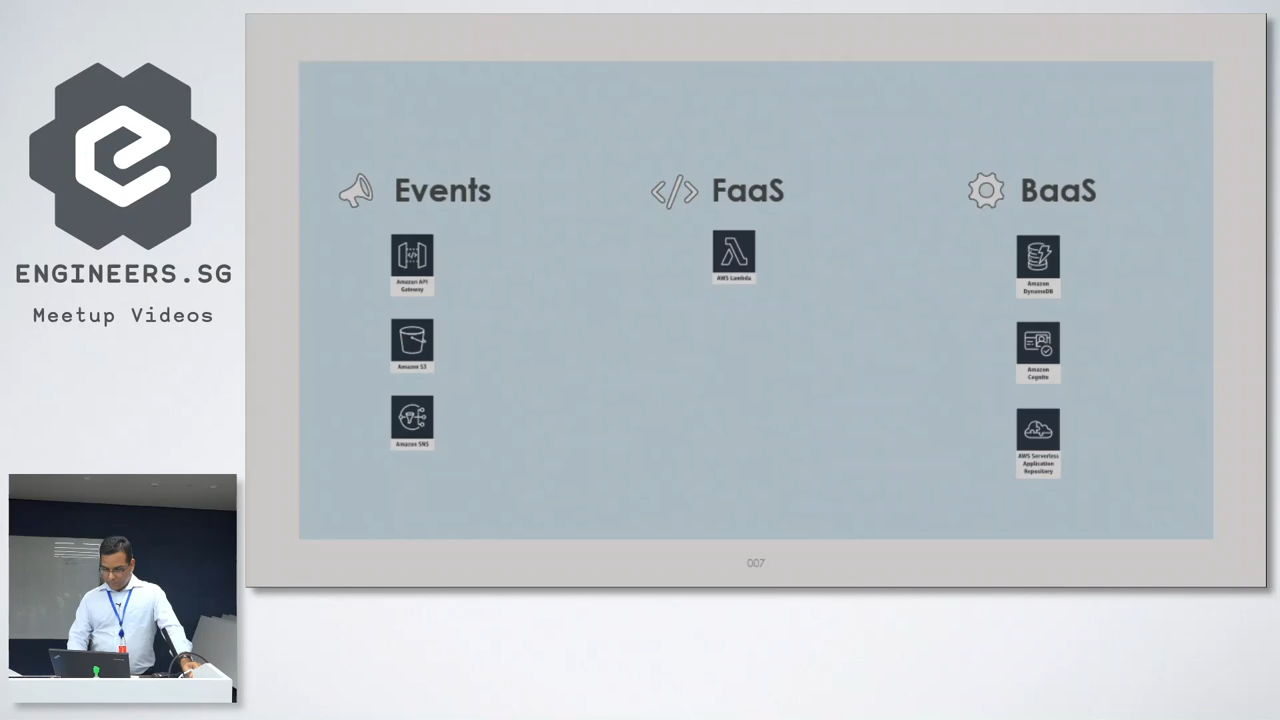 ENGINEERS.SG
Meetup Videos
Events
Amazon API
Gateway
Amazon S3
Amazon SNS
FaaS
AWS Lambda
BaaS
Amazon
DynamoDB
Amazon
Cognito
AWS Serverless
Application
Repository
007